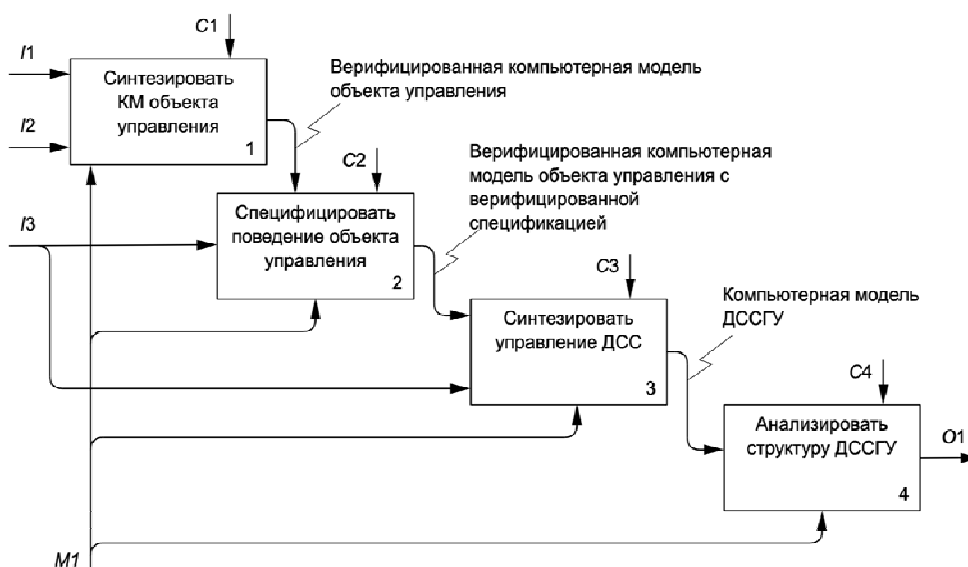 C1
I1
Синтезировать
КМ объекта
управления
1
I2
Верифицированная компьютерная модель
объекта управления
C2
Верифицированная компьютерная
модель объекта управления с
верифицированной
спецификацией
I3
Специфицировать
поведение объекта
управления
2
C3
Синтезировать
управление ДСС
3
Компьютерная модель
ДССГУ
C4
Анализировать
структуру ДССГУ
4
O1
M1